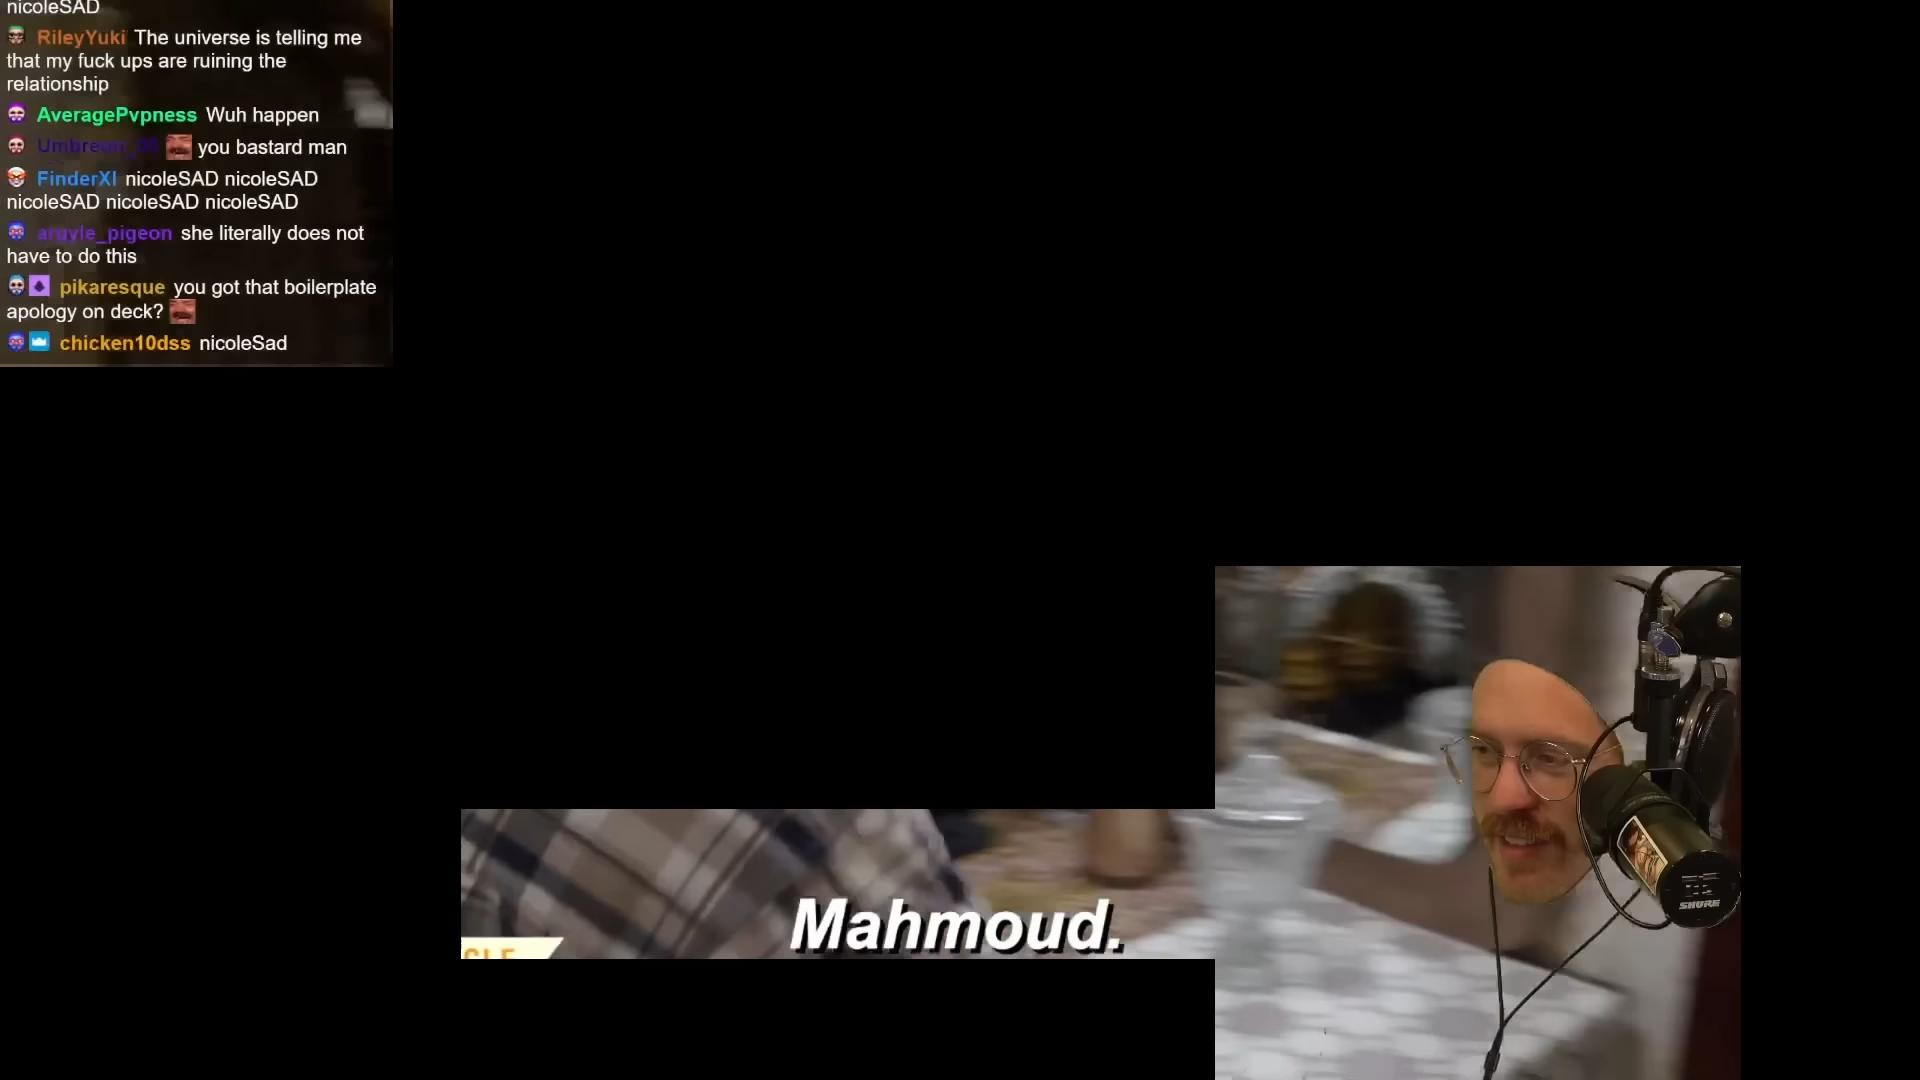 nicoleSAD
RileyYuki The universe is telling me
that my fuck ups are ruining the
relationship
AveragePvpness Wuh happen
you bastard man
FinderXI nicoleSAD nicoleSAD
nicoleSAD nicoleSAD nicoleSAD
argyle_pigeon she literally does not
have to do this
pikaresque you got that boilerplate
apology on deck?
chicken10dss nicoleSad
Mahmoud.
SHURE